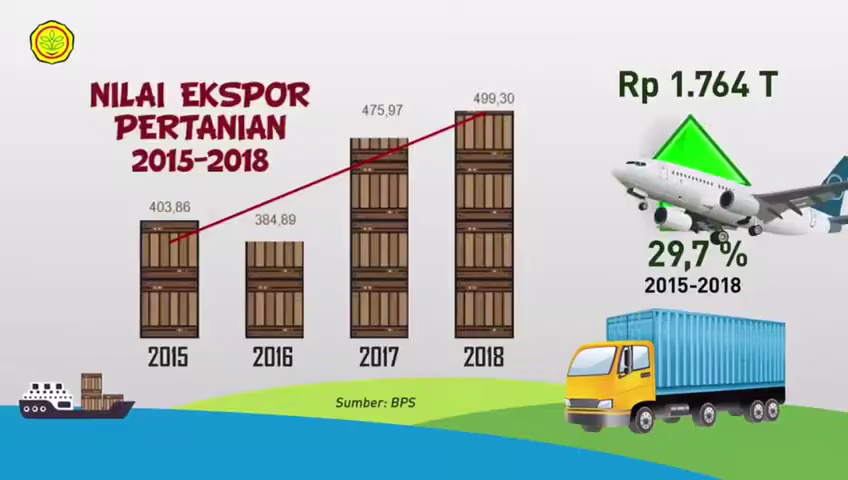 NILAI EKSPOR
PERTANIAN
2015-2018
403,86
384,89
475,97
499,30
2015
2016
2017
2018
Sumber: BPS
Rp 1.764 T
29,7 %
2015-2018